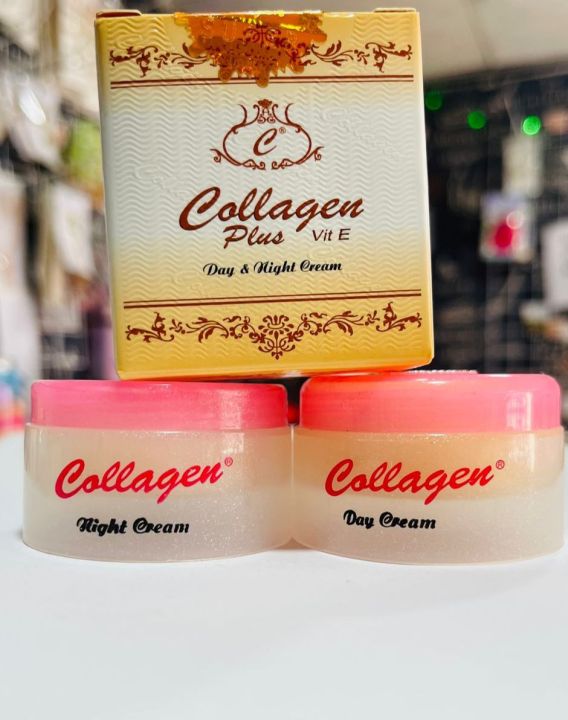 C®
Collagen
Plus Vit E
Day & Night Cream
Collagen®
Night Cream
Collagen®
Day Cream